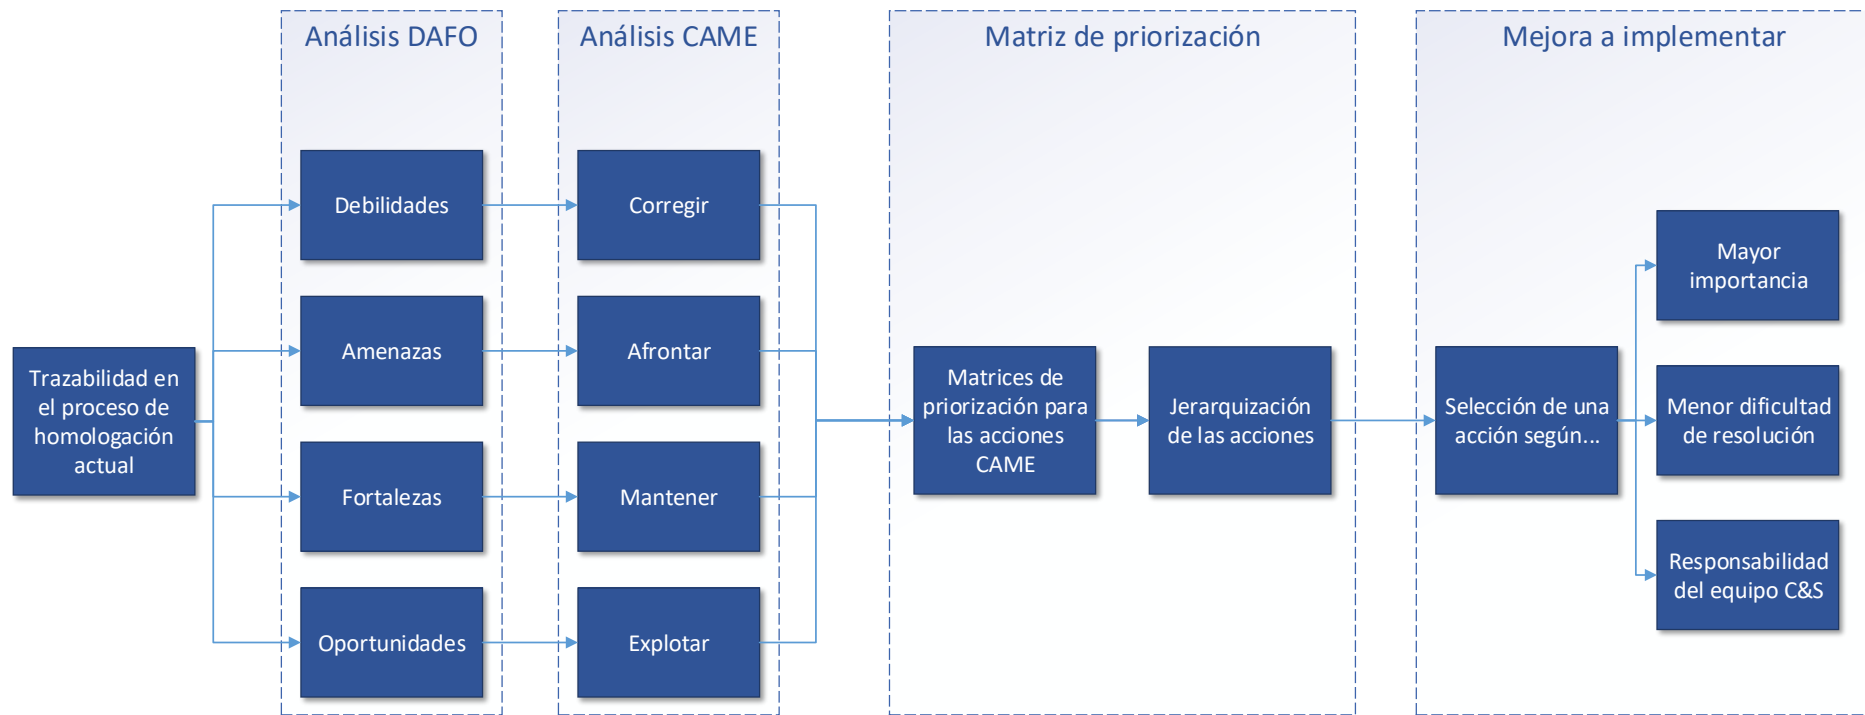 Análisis DAFO
Análisis CAME
Matriz de priorización
Mejora a implementar
Trazabilidad en
el proceso de
homologación
actual
Debilidades
Amenazas
Fortalezas
Oportunidades
Corregir
Afrontar
Mantener
Explotar
Matrices de
priorización para
las acciones
CAME
Jerarquización
de las acciones
Selección de una
acción según...
Mayor
importancia
Menor dificultad
de resolución
Responsabilidad
del equipo C&S